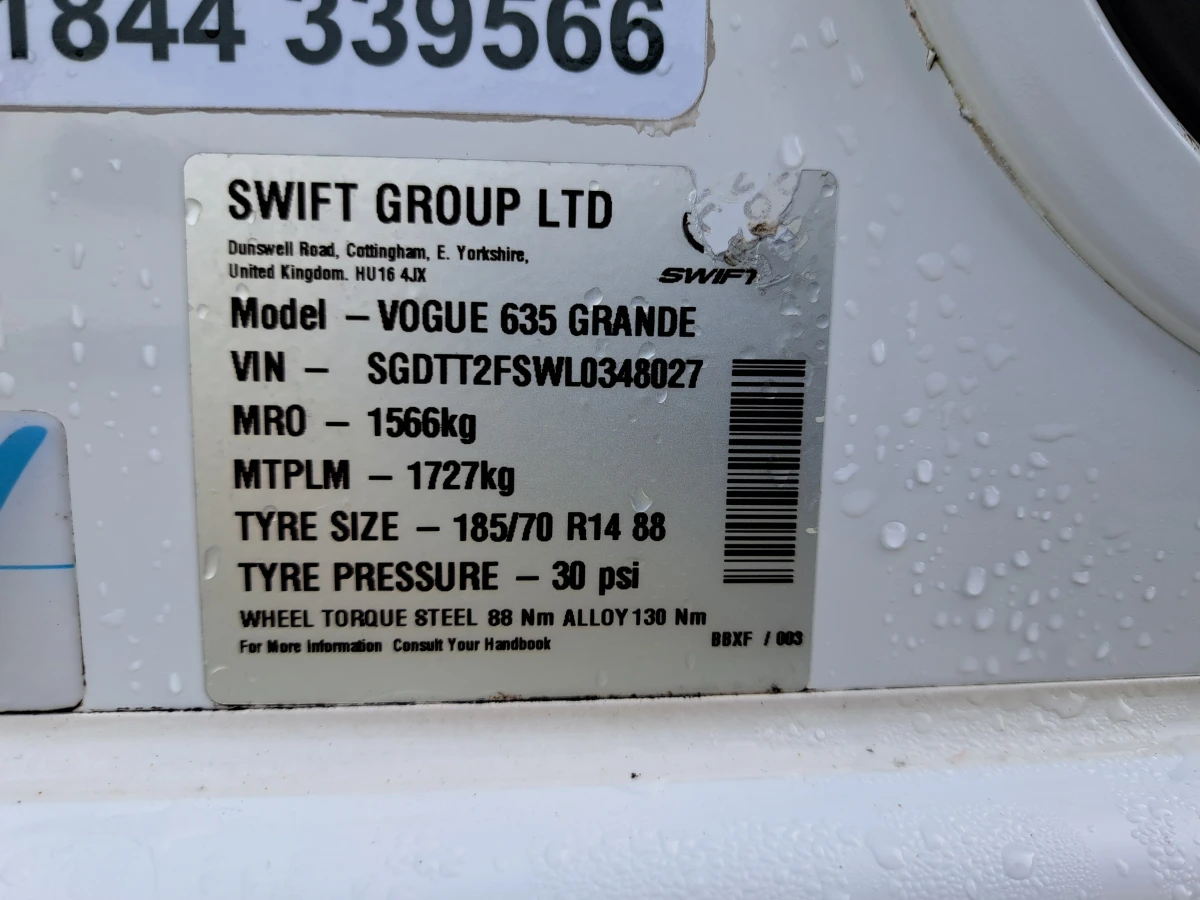 1844 339566
SWIFT GROUP LTD
Dunswell Road, Cottingham, E. Yorkshire,
United Kingdom. HU16 4JX
SWIFT
Model – VOGUE 635 GRANDE
VIN – SGDTT2FSWL0348027
MRO – 1566kg
MTPLM – 1727kg
TYRE SIZE – 185/70 R14 88
TYRE PRESSURE – 30 psi
WHEEL TORQUE STEEL 88 Nm ALLOY 130 Nm
For More Information Consult Your Handbook
BBXF / 003